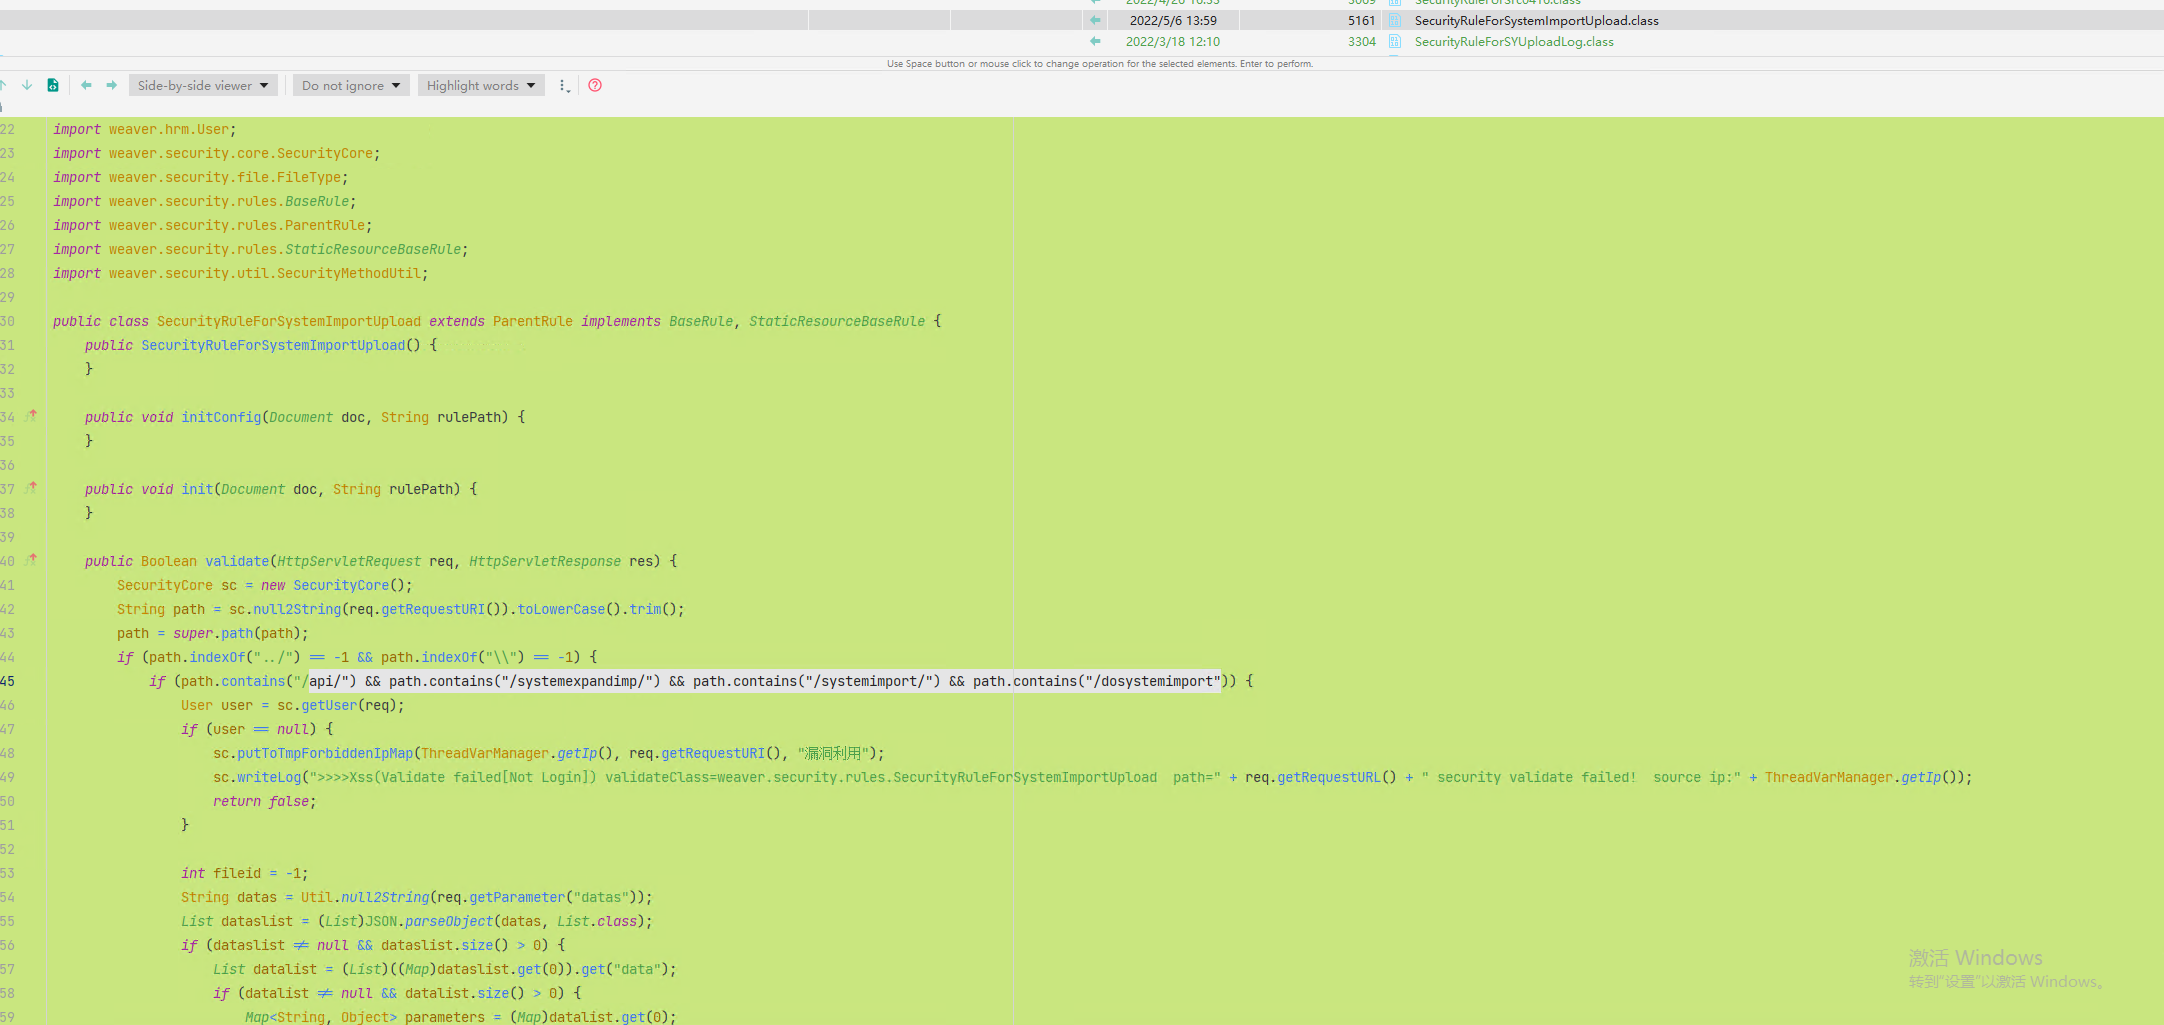 2022/4/26 16:35 3069 SecurityRuleForSrc0416.class
2022/5/6 13:59 5161 SecurityRuleForSystemImportUpload.class
2022/3/18 12:10 3304 SecurityRuleForSYUploadLog.class
Use Space button or mouse click to change operation for the selected elements. Enter to perform.
Side-by-side viewer Do not ignore Highlight words
22 import weaver.hrm.User;
23 import weaver.security.core.SecurityCore;
24 import weaver.security.file.FileType;
25 import weaver.security.rules.BaseRule;
26 import weaver.security.rules.ParentRule;
27 import weaver.security.rules.StaticResourceBaseRule;
28 import weaver.security.util.SecurityMethodUtil;
29
30 public class SecurityRuleForSystemImportUpload extends ParentRule implements BaseRule, StaticResourceBaseRule {
31 public SecurityRuleForSystemImportUpload() {
32 }
33
34 public void initConfig(Document doc, String rulePath) {
35 }
36
37 public void init(Document doc, String rulePath) {
38 }
39
40 public Boolean validate(HttpServletRequest req, HttpServletResponse res) {
41 SecurityCore sc = new SecurityCore();
42 String path = sc.null2String(req.getRequestURI()).toLowerCase().trim();
43 path = super.path(path);
44 if (path.indexOf("../") == -1 && path.indexOf("\\") == -1) {
45 if (path.contains("/api/") && path.contains("/systemexpandimp/") && path.contains("/systemimport/") && path.contains("/dosystemimport")) {
46 User user = sc.getUser(req);
47 if (user == null) {
48 sc.putToTmpForbiddenIpMap(ThreadVarManager.getIp(), req.getRequestURI(), "漏洞利用");
49 sc.writeLog(">>>>Xss(Validate failed[Not Login]) validateClass=weaver.security.rules.SecurityRuleForSystemImportUpload  path=" + req.getRequestURL() + " security validate failed!  source ip:" + ThreadVarManager.getIp());
50 return false;
51 }
52
53 int fileid = -1;
54 String datas = Util.null2String(req.getParameter("datas"));
55 List dataslist = (List)JSON.parseObject(datas, List.class);
56 if (dataslist != null && dataslist.size() > 0) {
57 List datalist = (List)((Map)dataslist.get(0)).get("data");
58 if (datalist != null && datalist.size() > 0) {
59 Map<String, Object> parameters = (Map)datalist.get(0);
激活 Windows
转到"设置"以激活 Windows。